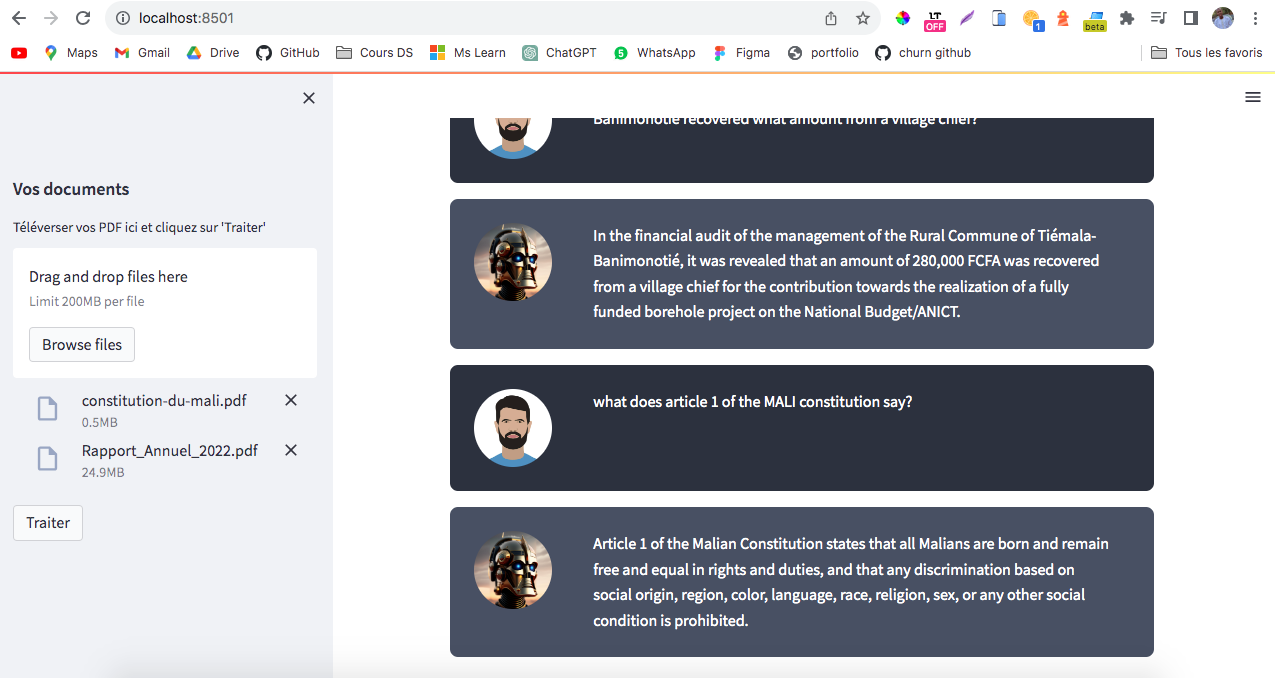 localhost:8501
LT
OFF
1
beta
Maps
Gmail
Drive
GitHub
Cours DS
Ms Learn
ChatGPT
5
WhatsApp
Figma
portfolio
churn github
Tous les favoris
Vos documents
Téléverser vos PDF ici et cliquez sur 'Traiter'
Drag and drop files here
Limit 200MB per file
Browse files
constitution-du-mali.pdf
0.5MB
Rapport_Annuel_2022.pdf
24.9MB
Traiter
Banimonotié recovered what amount from a village chief?
In the financial audit of the management of the Rural Commune of Tiémala-
Banimonotié, it was revealed that an amount of 280,000 FCFA was recovered
from a village chief for the contribution towards the realization of a fully
funded borehole project on the National Budget/ANICT.
what does article 1 of the MALI constitution say?
Article 1 of the Malian Constitution states that all Malians are born and remain
free and equal in rights and duties, and that any discrimination based on
social origin, region, color, language, race, religion, sex, or any other social
condition is prohibited.